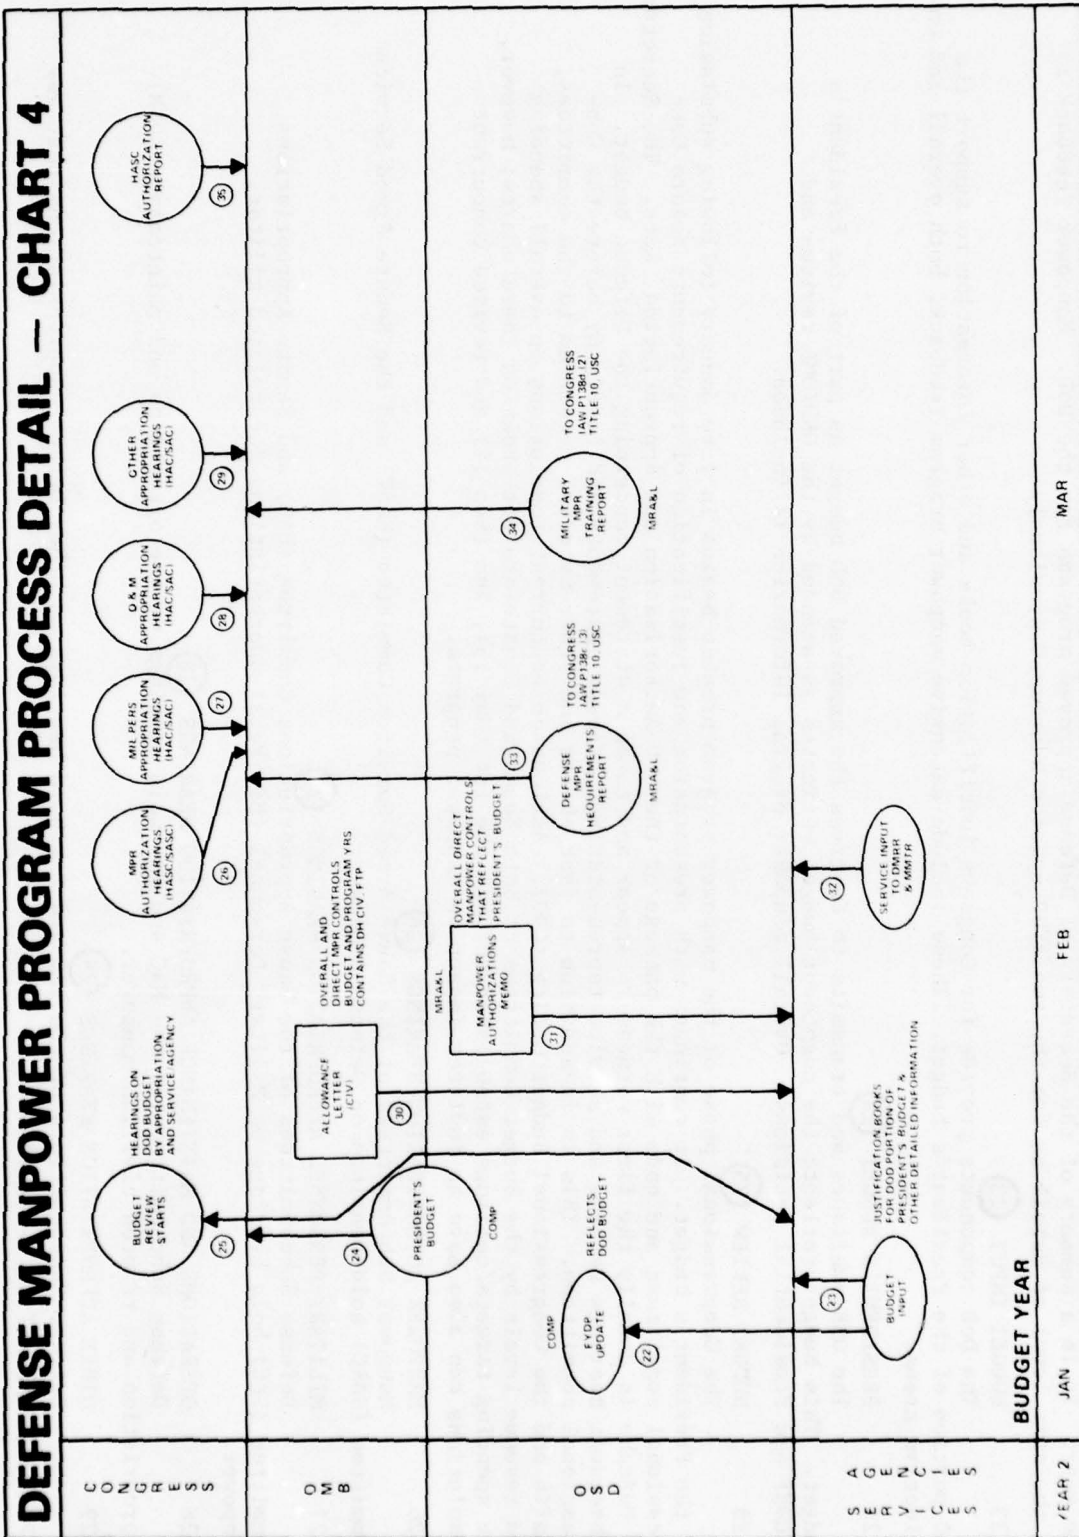 DEFENSE MANPOWER PROGRAM PROCESS DETAIL — CHART 4
CONGRESS
BUDGET
REVIEW
STARTS
HEARINGS ON
DOD BUDGET
BY APPROPRIATION
AND SERVICE/AGENCY
25
MPR
AUTHORIZATION
HEARINGS
(HASC/SASC)
26
MIL PERS
APPROPRIATION
HEARINGS
(HAC/SAC)
27
O & M
APPROPRIATION
HEARINGS
(HAC/SAC)
28
OTHER
APPROPRIATION
HEARINGS
(HAC/SAC)
29
HASC
AUTHORIZATION
REPORT
35
OMB
24
PRESIDENT'S
BUDGET
COMP
ALLOWANCE
LETTER
(CIV)
30
OVERALL AND
DIRECT MPR CONTROLS
BUDGET AND PROGRAM YRS
CONTAINS DH CIV, FTP
OSD
COMP
FYDP
UPDATE
22
REFLECTS
DOD BUDGET
MRA&L
MANPOWER
AUTHORIZATIONS
MEMO
31
OVERALL DIRECT
MANPOWER CONTROLS
THAT REFLECT
PRESIDENT'S BUDGET
33
DEFENSE
MPR
REQUIREMENTS
REPORT
MRA&L
TO CONGRESS
IAW P138c (3)
TITLE 10, USC
34
MILITARY
MPR
TRAINING
REPORT
MRA&L
TO CONGRESS
IAW P138d (2)
TITLE 10, USC
SERVICES
AGENCIES
23
BUDGET
INPUT
JUSTIFICATION BOOKS
FOR DOD PORTION OF
PRESIDENT'S BUDGET &
OTHER DETAILED INFORMATION
32
SERVICE INPUT
TO DMRR
& MMTR
BUDGET YEAR
YEAR 2
JAN
FEB
MAR